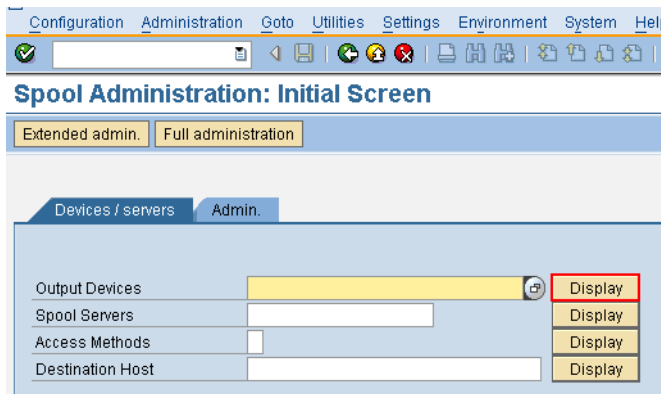 Configuration Administration Goto Utilities Settings Environment System Help
Spool Administration: Initial Screen
Extended admin. Full administration
Devices / servers Admin.
Output Devices Display
Spool Servers Display
Access Methods Display
Destination Host Display